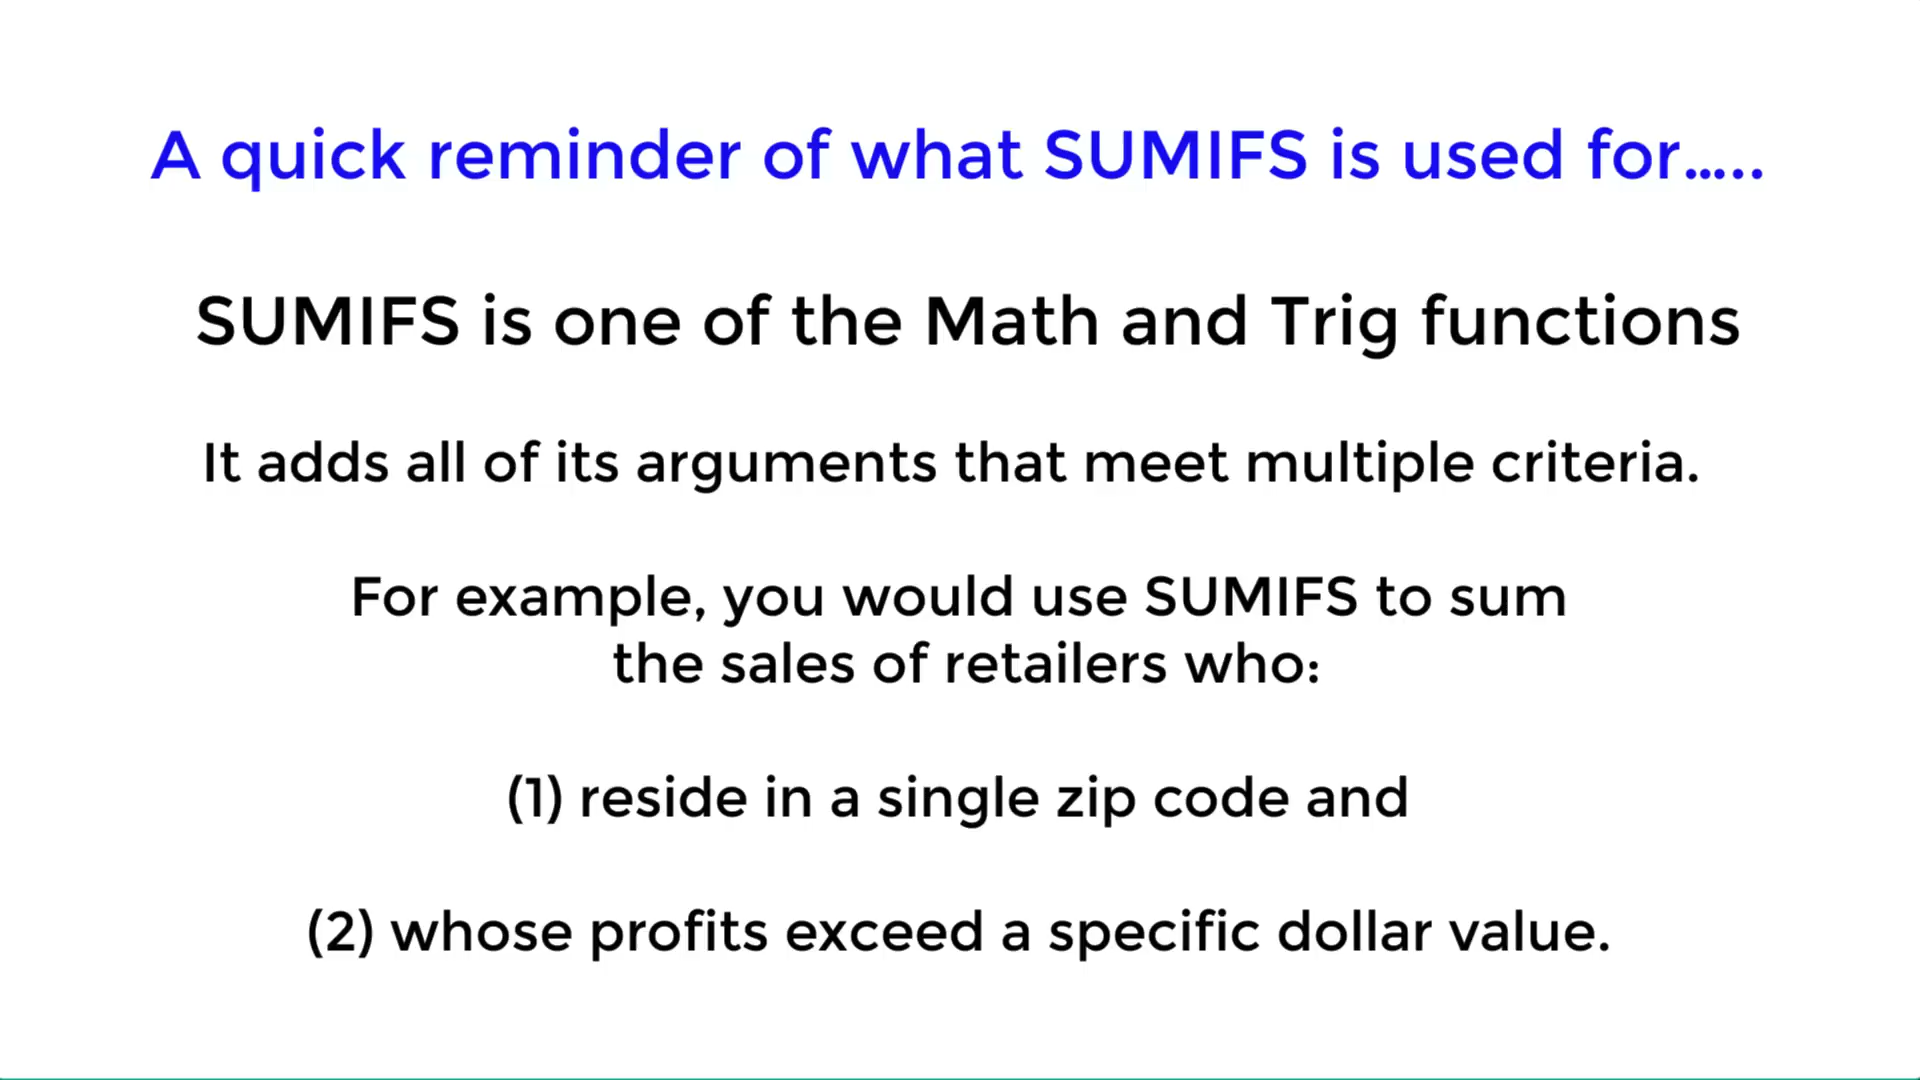 A quick reminder of what SUMIFS is used for…..
SUMIFS is one of the Math and Trig functions
It adds all of its arguments that meet multiple criteria.
For example, you would use SUMIFS to sum
the sales of retailers who:
(1) reside in a single zip code and
(2) whose profits exceed a specific dollar value.